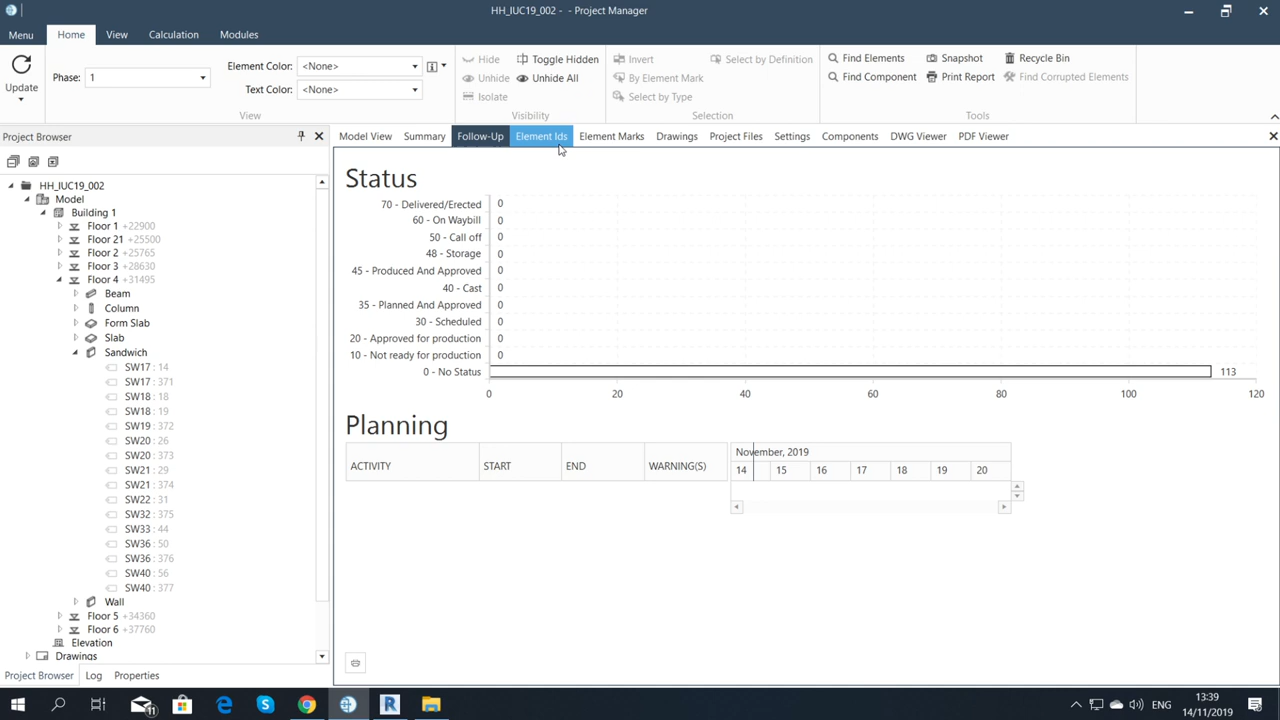 HH_IUC19_002 - - Project Manager
Menu Home View Calculation Modules
Update
Phase: 1
Element Color: <None>
Text Color: <None>
View
Hide Toggle Hidden
Unhide Unhide All
Isolate
Visibility
Invert Select by Definition
By Element Mark
Select by Type
Selection
Find Elements Snapshot Recycle Bin
Find Component Print Report Find Corrupted Elements
Tools
Project Browser
Model View Summary Follow-Up Element Ids Element Marks Drawings Project Files Settings Components DWG Viewer PDF Viewer
HH_IUC19_002
Model
Building 1
Floor 1 +22900
Floor 21 +25500
Floor 2 +25765
Floor 3 +28630
Floor 4 +31495
Beam
Column
Form Slab
Slab
Sandwich
SW17 : 14
SW17 : 371
SW18 : 18
SW18 : 19
SW19 : 372
SW20 : 26
SW20 : 373
SW21 : 29
SW21 : 374
SW22 : 31
SW32 : 375
SW33 : 44
SW36 : 50
SW36 : 376
SW40 : 56
SW40 : 377
Wall
Floor 5 +34360
Floor 6 +37760
Elevation
Drawings
Project Browser Log Properties
Status
70 - Delivered/Erected 0
60 - On Waybill 0
50 - Call off 0
48 - Storage 0
45 - Produced And Approved 0
40 - Cast 0
35 - Planned And Approved 0
30 - Scheduled 0
20 - Approved for production 0
10 - Not ready for production 0
0 - No Status 113
0 20 40 60 80 100 120
Planning
ACTIVITY START END WARNING(S)
November, 2019
14 15 16 17 18 19 20
11
ENG
13:39
14/11/2019